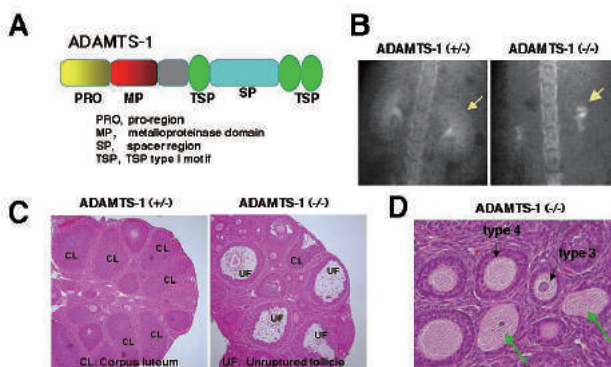 A
ADAMTS-1
PRO
MP
TSP
SP
TSP
PRO, pro-region
MP, metalloproteinase domain
SP, spacer region
TSP, TSP type I motif
B
ADAMTS-1 (+/-)
ADAMTS-1 (-/-)
C
ADAMTS-1 (+/-)
ADAMTS-1 (-/-)
CL
CL
CL
CL
CL
CL
CL
CL: Corpus luteum
UF
CL
UF
UF
UF
UF: Unruptured follicle
D
ADAMTS-1 (-/-)
type 4
type 3